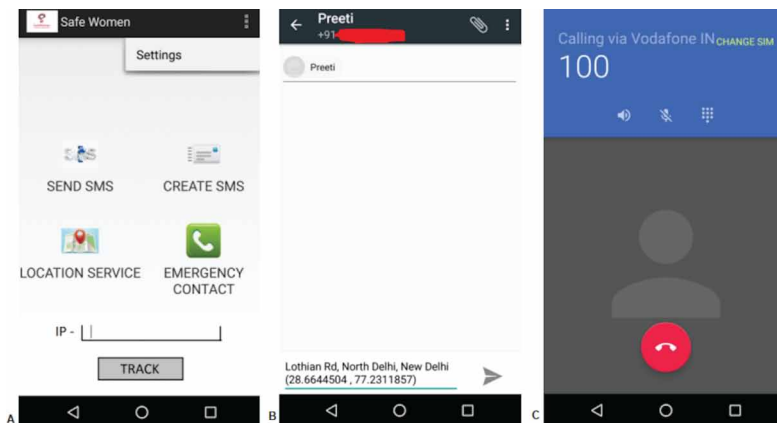 Safe Women
Settings
SEND SMS
CREATE SMS
LOCATION SERVICE
EMERGENCY
CONTACT
IP -
TRACK
A
Preeti
+91
Preeti
Lothian Rd, North Delhi, New Delhi
(28.6644504 , 77.2311857)
B
Calling via Vodafone IN CHANGE SIM
100
C